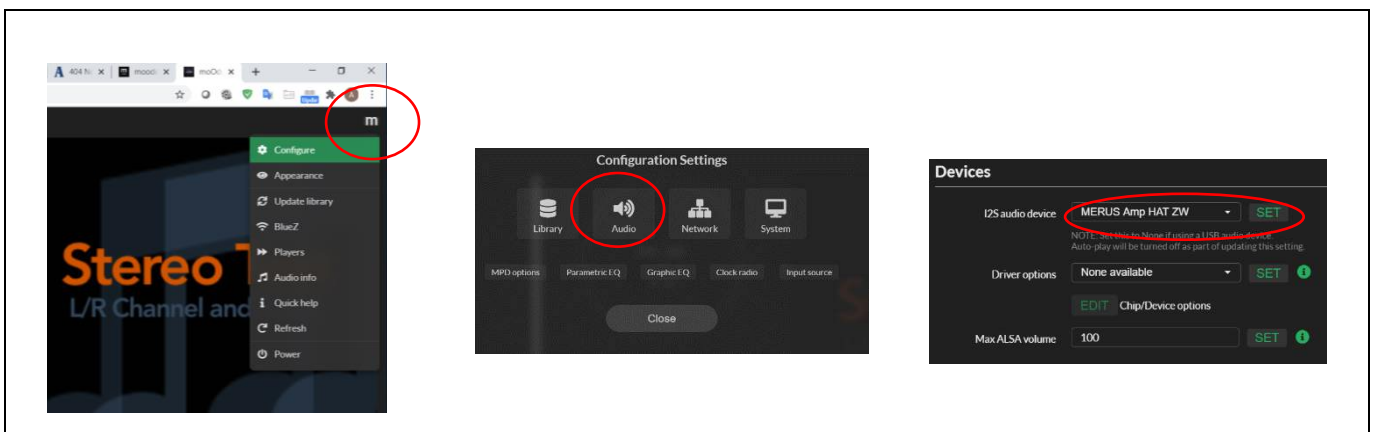 404 N
mood
moOd
m
Configure
Appearance
Update library
BlueZ
Players
Audio info
Quick help
Refresh
Power
Stereo T
L/R Channel and
Configuration Settings
Library Audio Network System
MPD options Parametric EQ Graphic EQ Clock radio Input source
Close
Devices
I2S audio device MERUS Amp HAT ZW SET
NOTE: Set this to None if using a USB audio device.
Auto-play will be turned off as part of updating this setting.
Driver options None available SET
EDIT Chip/Device options
Max ALSA volume 100 SET